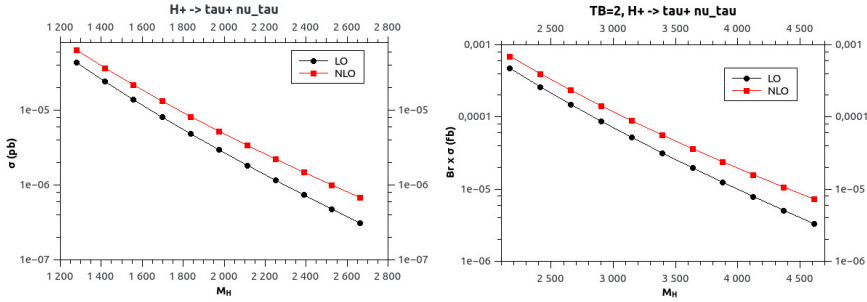 H+ -> tau+ nu_tau
1 200 1 400 1 600 1 800 2 000 2 200 2 400 2 600 2 800
LO
NLO
1e−05 1e−05
σ (pb)
1e−06 1e−06
1e−07 1e−07
1 200 1 400 1 600 1 800 2 000 2 200 2 400 2 600 2 800
M_H
TB=2, H+ -> tau+ nu_tau
2 500 3 000 3 500 4 000 4 500
0,001 0,001
LO
NLO
0,0001 0,0001
Br x σ (fb)
1e−05 1e−05
1e−06 1e−06
2 500 3 000 3 500 4 000 4 500
M_H